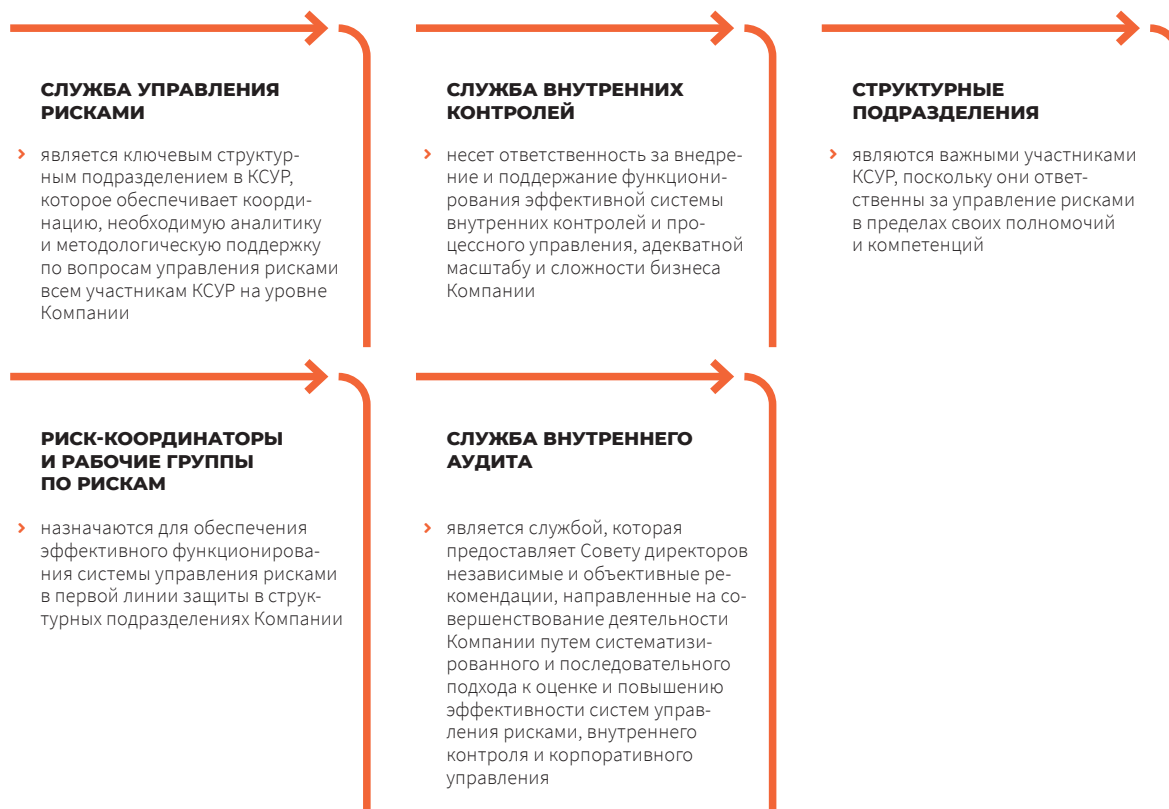 СЛУЖБА УПРАВЛЕНИЯ
РИСКАМИ
является ключевым структур-
ным подразделением в КСУР,
которое обеспечивает коорди-
нацию, необходимую аналитику
и методологическую поддержку
по вопросам управления рисками
всем участникам КСУР на уровне
Компании
СЛУЖБА ВНУТРЕННИХ
КОНТРОЛЕЙ
несет ответственность за внедре-
ние и поддержание функциони-
рования эффективной системы
внутренних контролей и про-
цессного управления, адекватной
масштабу и сложности бизнеса
Компании
СТРУКТУРНЫЕ
ПОДРАЗДЕЛЕНИЯ
являются важными участниками
КСУР, поскольку они ответ-
ственны за управление рисками
в пределах своих полномочий
и компетенций
РИСК-КООРДИНАТОРЫ
И РАБОЧИЕ ГРУППЫ
ПО РИСКАМ
назначаются для обеспечения
эффективного функционирова-
ния системы управления рисками
в первой линии защиты в струк-
турных подразделениях Компании
СЛУЖБА ВНУТРЕННЕГО
АУДИТА
является службой, которая
предоставляет Совету директоров
независимые и объективные ре-
комендации, направленные на со-
вершенствование деятельности
Компании путем систематизи-
рованного и последовательного
подхода к оценке и повышению
эффективности систем управ-
ления рисками, внутреннего
контроля и корпоративного
управления